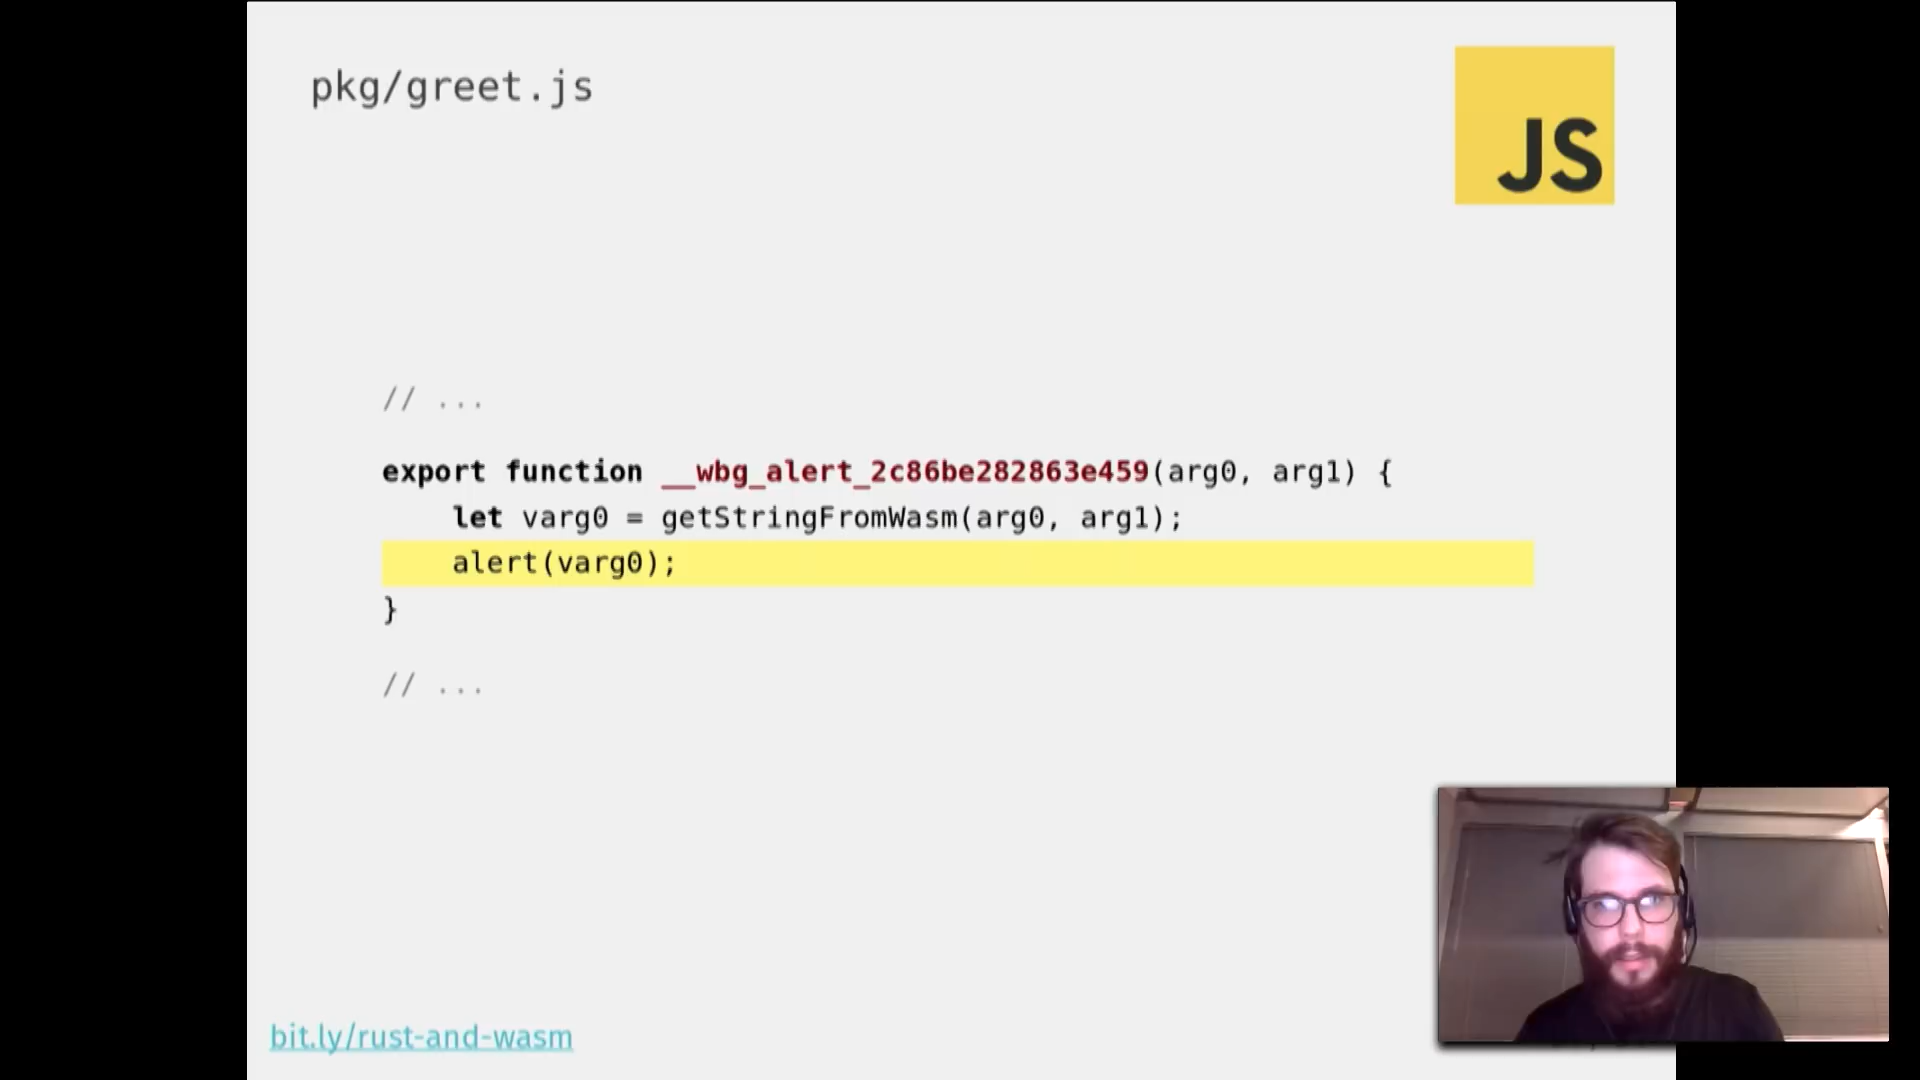 pkg/greet.js
JS
// ...
export function __wbg_alert_2c86be282863e459(arg0, arg1) {
    let varg0 = getStringFromWasm(arg0, arg1);
    alert(varg0);
}
// ...
bit.ly/rust-and-wasm